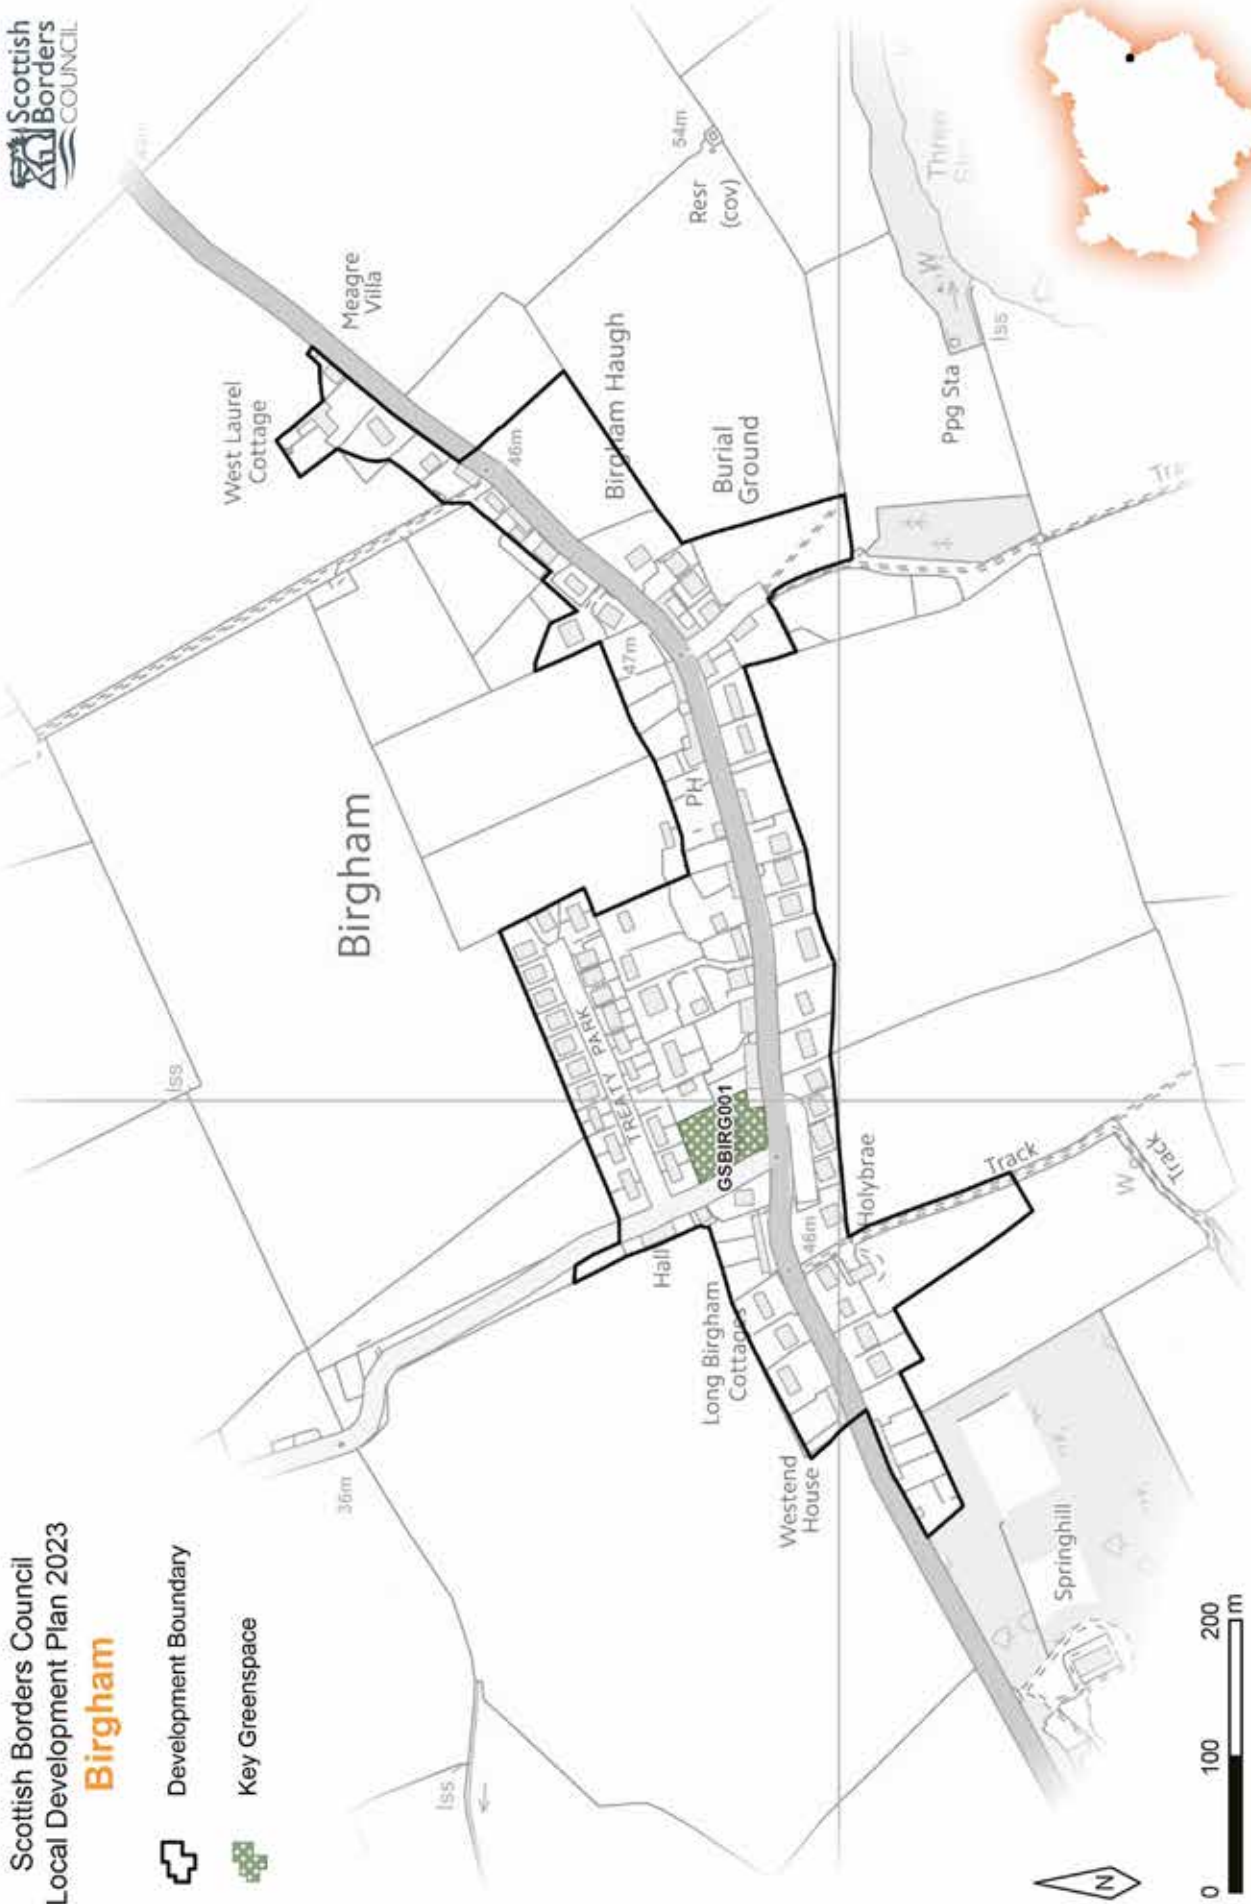 Scottish Borders Council
Local Development Plan 2023
Birgham
Development Boundary
Key Greenspace
Scottish
Borders
COUNCIL
Iss
36m
Iss
Birgham
West Laurel
Cottage
Meagre
Villa
46m
54m
Resr
(cov)
Birgham Haugh
Burial
Ground
47m
PH
TREATY PARK
GSBIRG001
Hall
Long Birgham
Cottages
46m
Holybrae
Westend
House
Track
W
Track
Springhill
Ppg Sta
W
Iss
N
0 100 200
m